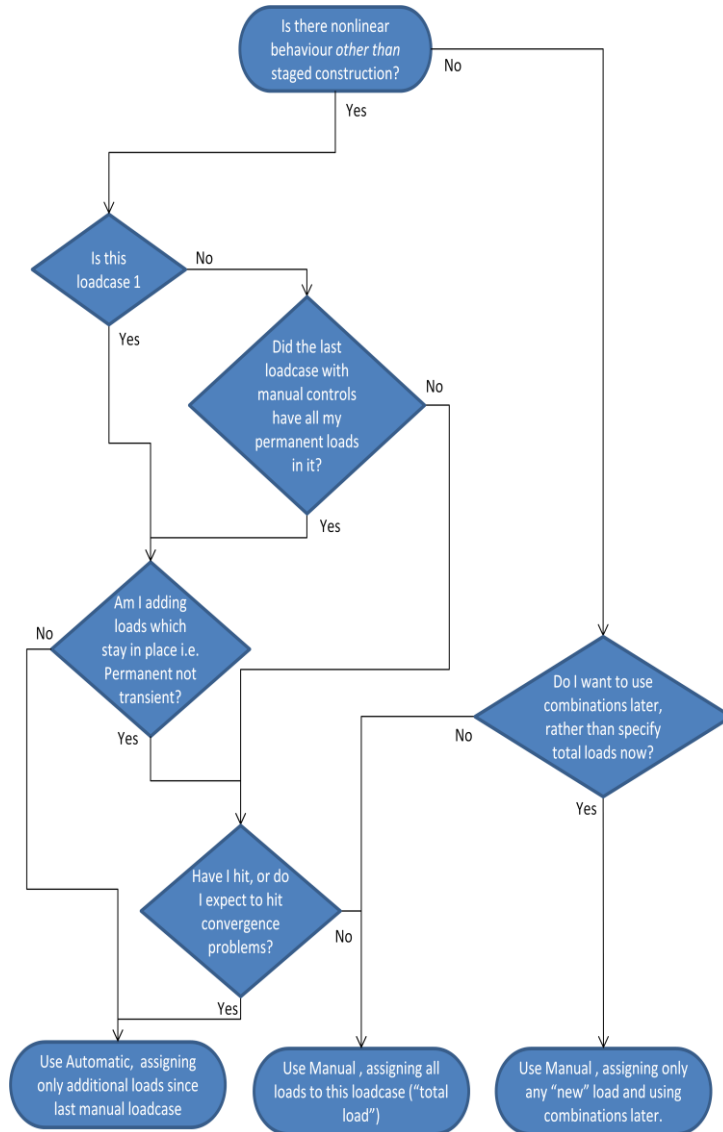 Is there nonlinear
behaviour other than
staged construction?
No
Yes
Is this
loadcase 1
No
Yes
Did the last
loadcase with
manual controls
have all my
permanent loads
in it?
No
Yes
Am I adding
loads which
stay in place i.e.
Permanent not
transient?
No
Yes
Do I want to use
combinations later,
rather than specify
total loads now?
No
Yes
Have I hit, or do
I expect to hit
convergence
problems?
No
Yes
Use Automatic, assigning
only additional loads since
last manual loadcase
Use Manual , assigning all
loads to this loadcase (“total
load”)
Use Manual , assigning only
any “new” load and using
combinations later.